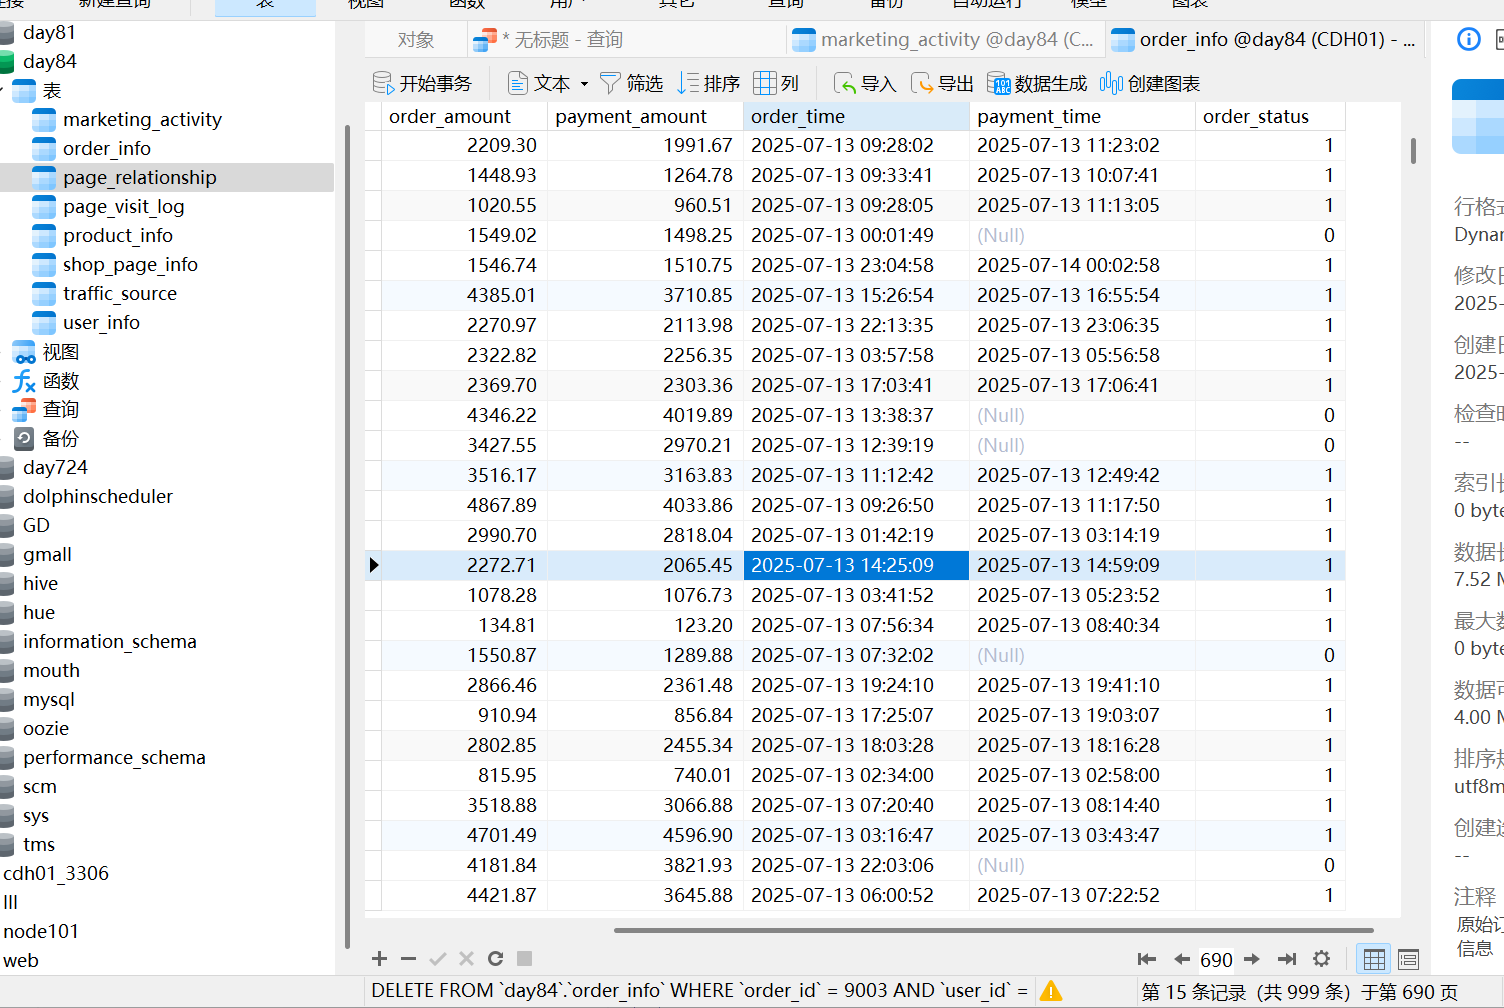 新建查询 表 视图 函数 用户 其它 查询 备份 自动运行 模型 图表
day81
day84
表
marketing_activity
order_info
page_relationship
page_visit_log
product_info
shop_page_info
traffic_source
user_info
视图
函数
查询
备份
day724
dolphinscheduler
GD
gmall
hive
hue
information_schema
mouth
mysql
oozie
performance_schema
scm
sys
tms
cdh01_3306
lll
node101
web
对象 * 无标题 - 查询 marketing_activity @day84 (C... order_info @day84 (CDH01) - ...
开始事务 文本 筛选 排序 列 导入 导出 数据生成 创建图表
order_amount payment_amount order_time payment_time order_status
2209.30 1991.67 2025-07-13 09:28:02 2025-07-13 11:23:02 1
1448.93 1264.78 2025-07-13 09:33:41 2025-07-13 10:07:41 1
1020.55 960.51 2025-07-13 09:28:05 2025-07-13 11:13:05 1
1549.02 1498.25 2025-07-13 00:01:49 (Null) 0
1546.74 1510.75 2025-07-13 23:04:58 2025-07-14 00:02:58 1
4385.01 3710.85 2025-07-13 15:26:54 2025-07-13 16:55:54 1
2270.97 2113.98 2025-07-13 22:13:35 2025-07-13 23:06:35 1
2322.82 2256.35 2025-07-13 03:57:58 2025-07-13 05:56:58 1
2369.70 2303.36 2025-07-13 17:03:41 2025-07-13 17:06:41 1
4346.22 4019.89 2025-07-13 13:38:37 (Null) 0
3427.55 2970.21 2025-07-13 12:39:19 (Null) 0
3516.17 3163.83 2025-07-13 11:12:42 2025-07-13 12:49:42 1
4867.89 4033.86 2025-07-13 09:26:50 2025-07-13 11:17:50 1
2990.70 2818.04 2025-07-13 01:42:19 2025-07-13 03:14:19 1
2272.71 2065.45 2025-07-13 14:25:09 2025-07-13 14:59:09 1
1078.28 1076.73 2025-07-13 03:41:52 2025-07-13 05:23:52 1
134.81 123.20 2025-07-13 07:56:34 2025-07-13 08:40:34 1
1550.87 1289.88 2025-07-13 07:32:02 (Null) 0
2866.46 2361.48 2025-07-13 19:24:10 2025-07-13 19:41:10 1
910.94 856.84 2025-07-13 17:25:07 2025-07-13 19:03:07 1
2802.85 2455.34 2025-07-13 18:03:28 2025-07-13 18:16:28 1
815.95 740.01 2025-07-13 02:34:00 2025-07-13 02:58:00 1
3518.88 3066.88 2025-07-13 07:20:40 2025-07-13 08:14:40 1
4701.49 4596.90 2025-07-13 03:16:47 2025-07-13 03:43:47 1
4181.84 3821.93 2025-07-13 22:03:06 (Null) 0
4421.87 3645.88 2025-07-13 06:00:52 2025-07-13 07:22:52 1
690
DELETE FROM `day84`.`order_info` WHERE `order_id` = 9003 AND `user_id` =
第 15 条记录 (共 999 条) 于第 690 页
行格
Dynar
修改
2025-
创建
2025-
检查
--
索引
0 byte
数据
7.52
最大
0 byte
数据
4.00
排序
utf8m
创建
--
注释
原始
信息